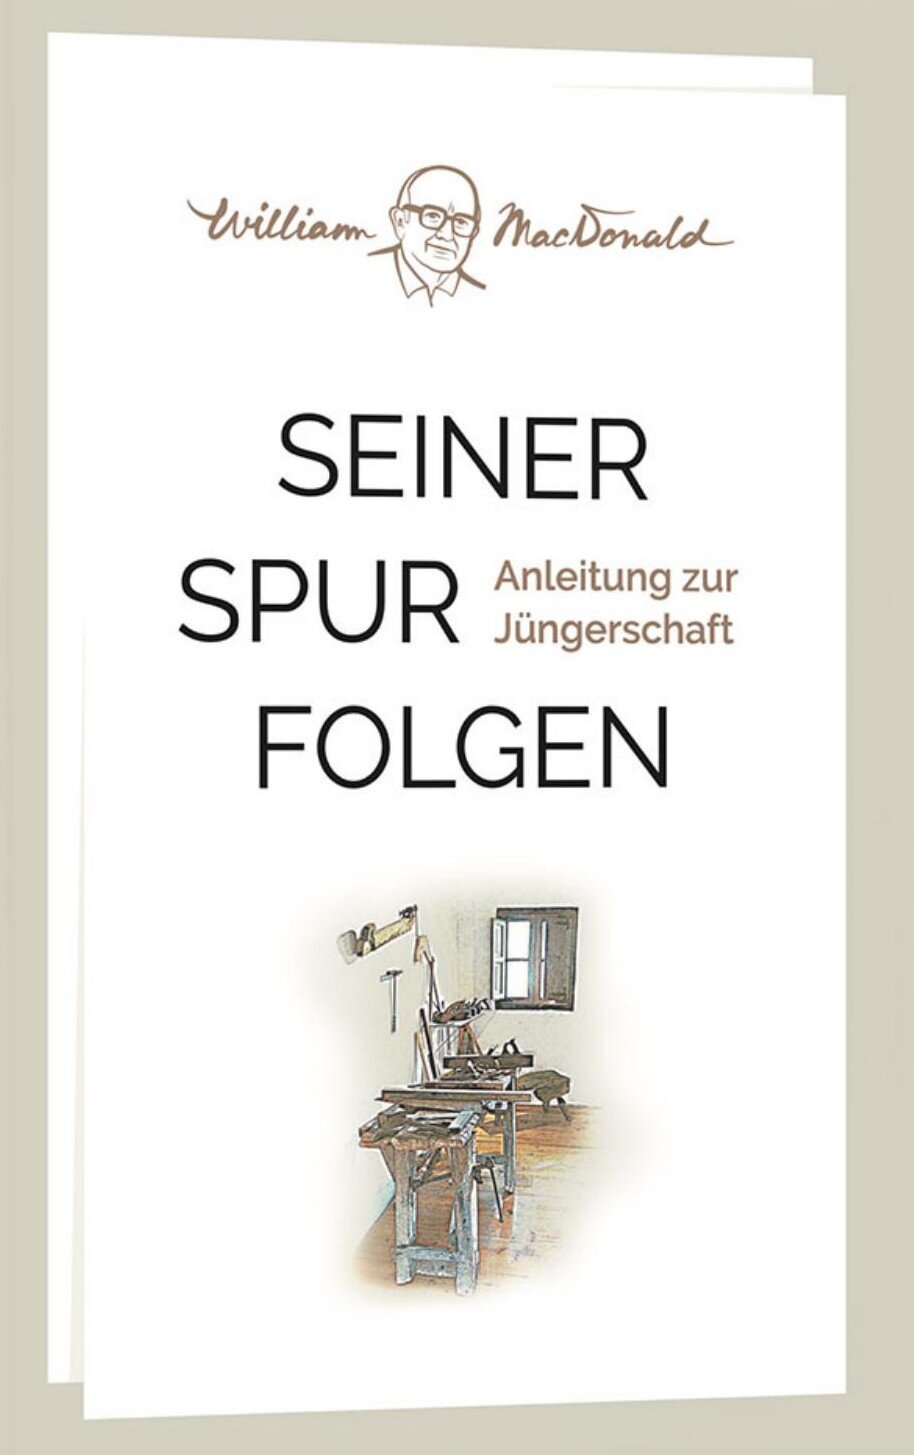 William MacDonald
SEINER
SPUR
Anleitung zur
Jüngerschaft
FOLGEN